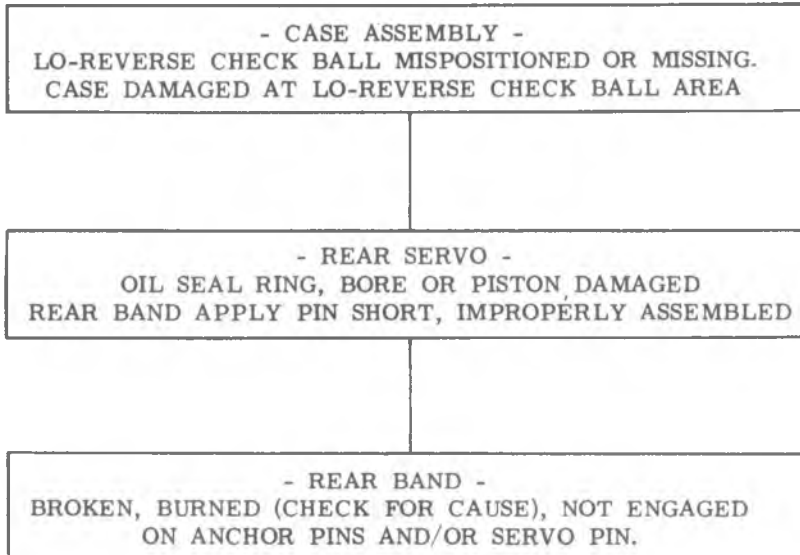 - CASE ASSEMBLY -
LO-REVERSE CHECK BALL MISPOSITIONED OR MISSING.
CASE DAMAGED AT LO-REVERSE CHECK BALL AREA
- REAR SERVO -
OIL SEAL RING, BORE OR PISTON DAMAGED
REAR BAND APPLY PIN SHORT, IMPROPERLY ASSEMBLED
- REAR BAND -
BROKEN, BURNED (CHECK FOR CAUSE), NOT ENGAGED
ON ANCHOR PINS AND/OR SERVO PIN.